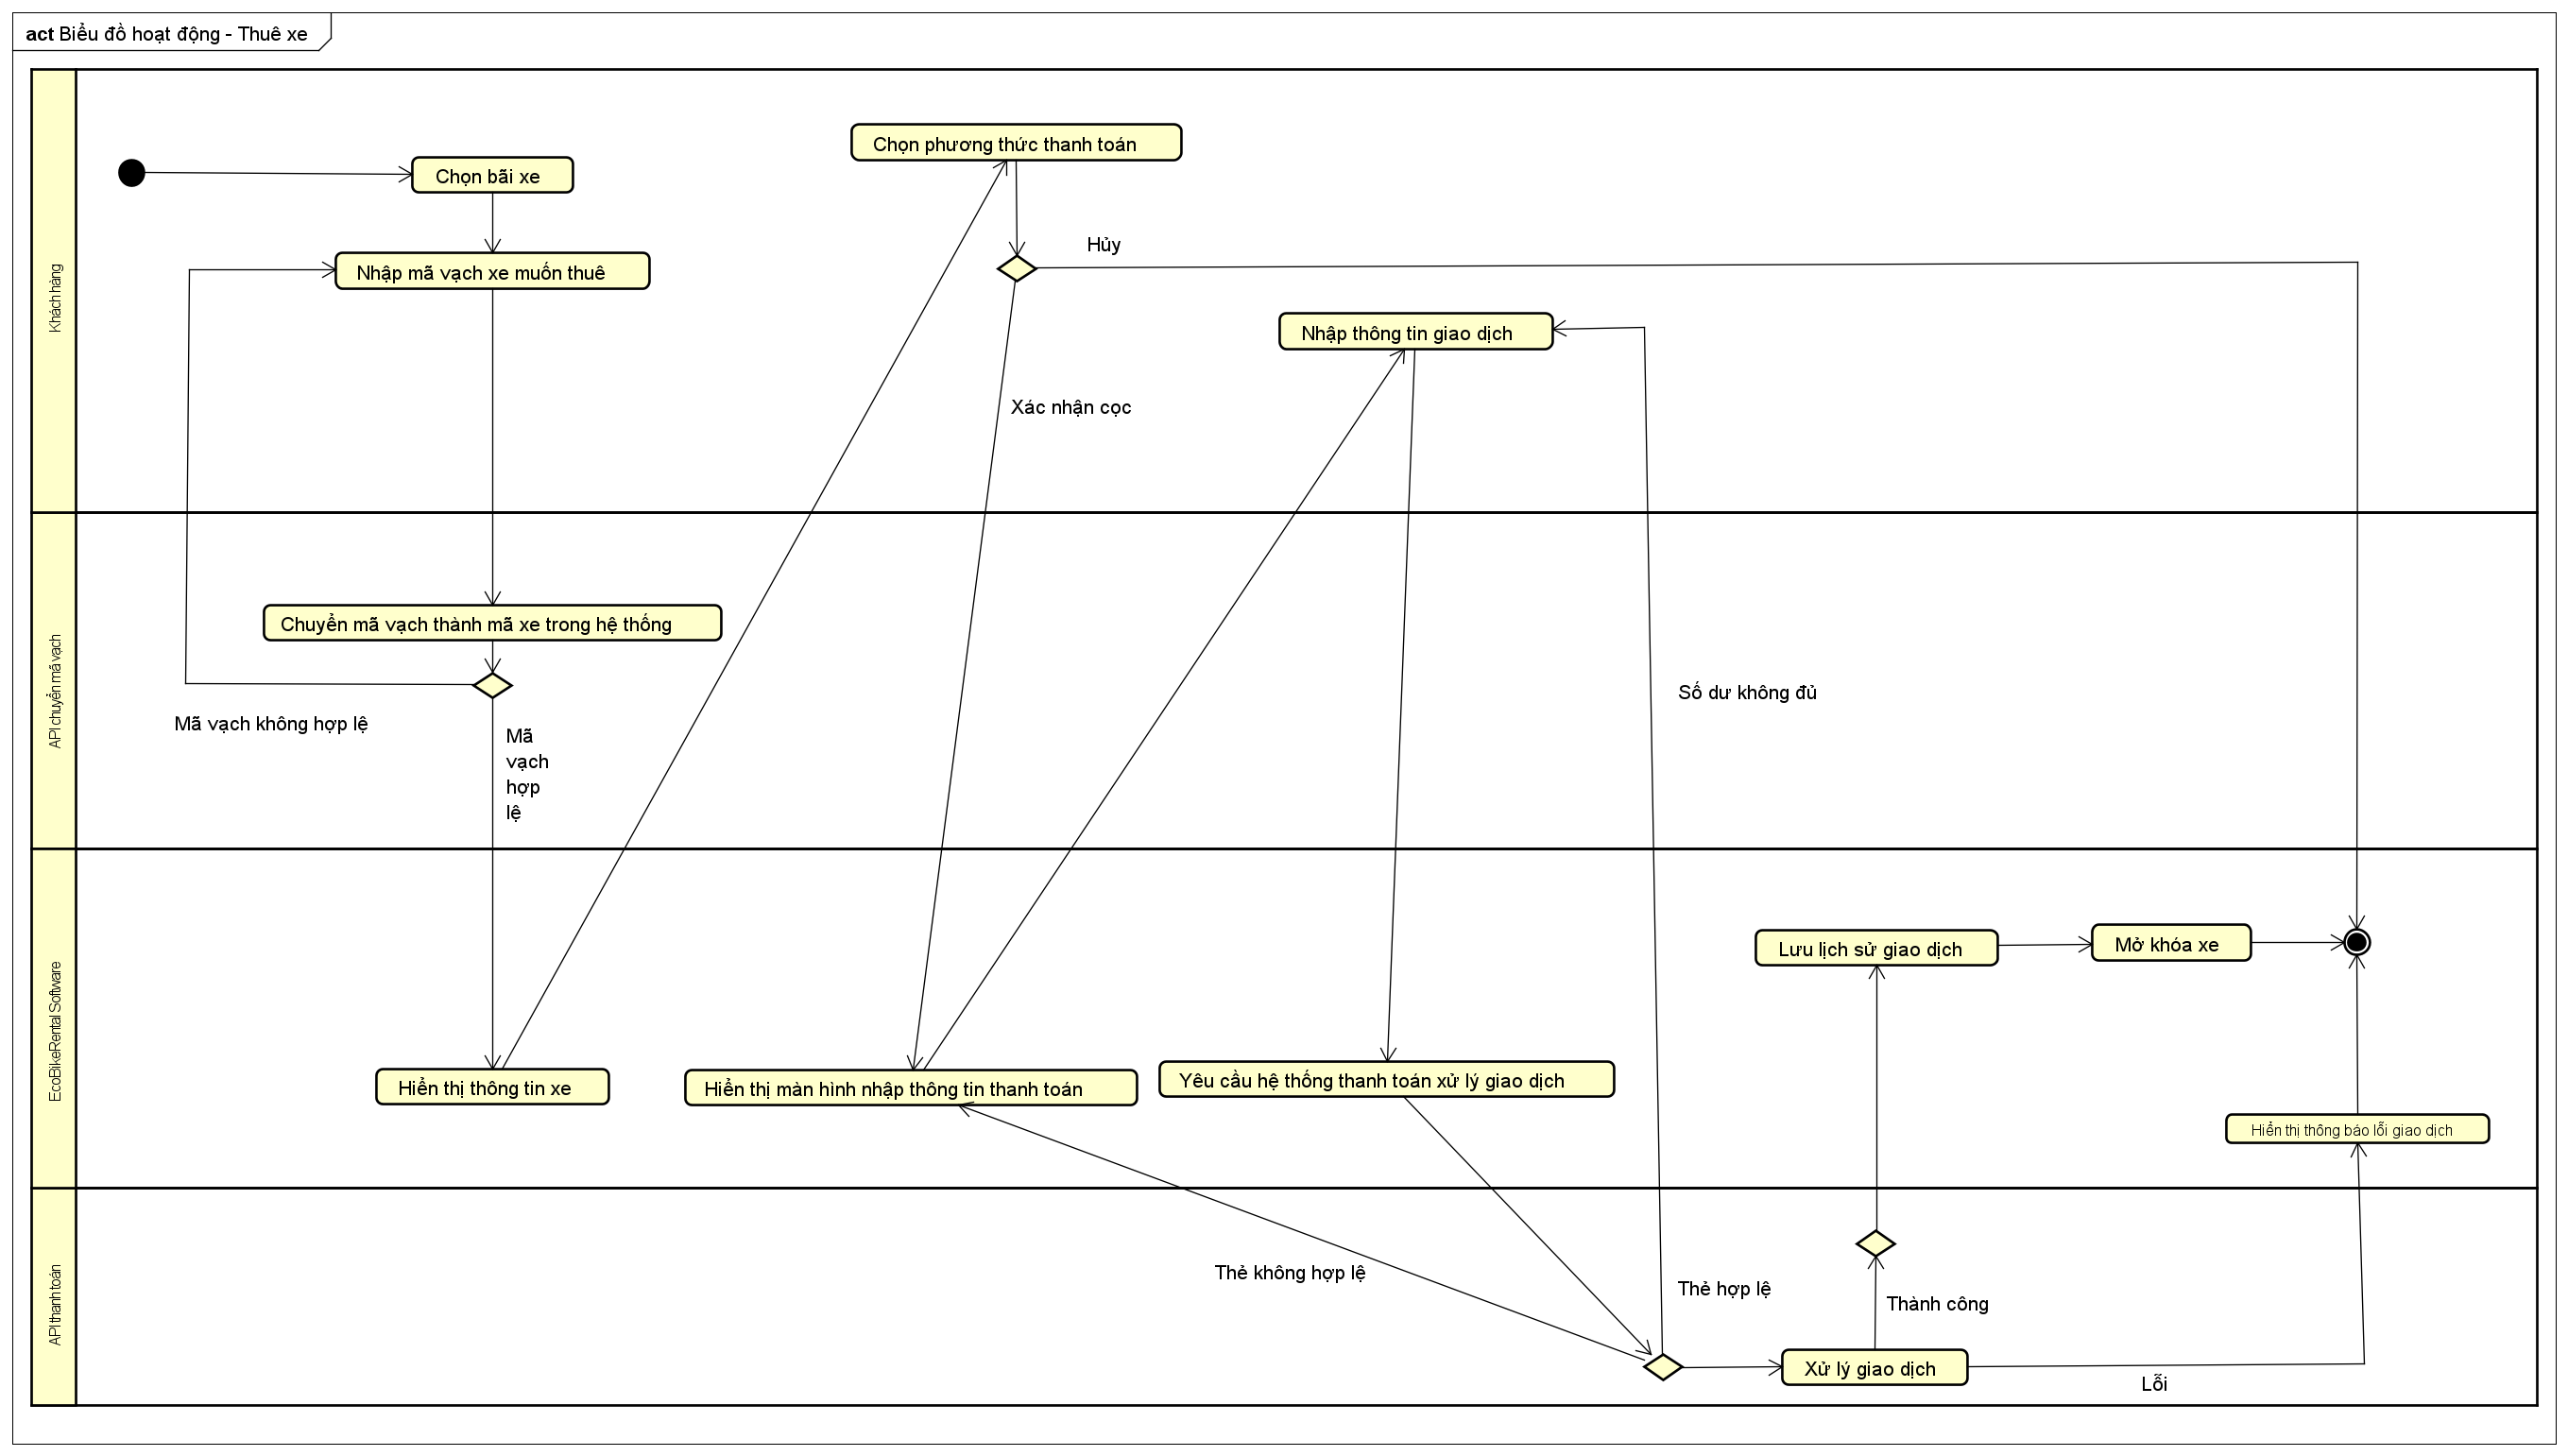 act Biểu đồ hoạt động - Thuê xe
Khách hàng
Chọn bãi xe
Nhập mã vạch xe muốn thuê
Chọn phương thức thanh toán
Hủy
Xác nhận cọc
Nhập thông tin giao dịch
API chuyển mã vạch
Chuyển mã vạch thành mã xe trong hệ thống
Mã vạch không hợp lệ
Mã
vạch
hợp
lệ
Số dư không đủ
EcoBikeRental Software
Hiển thị thông tin xe
Hiển thị màn hình nhập thông tin thanh toán
Yêu cầu hệ thống thanh toán xử lý giao dịch
Lưu lịch sử giao dịch
Mở khóa xe
Hiển thị thông báo lỗi giao dịch
API thanh toán
Thẻ không hợp lệ
Thẻ hợp lệ
Thành công
Xử lý giao dịch
Lỗi